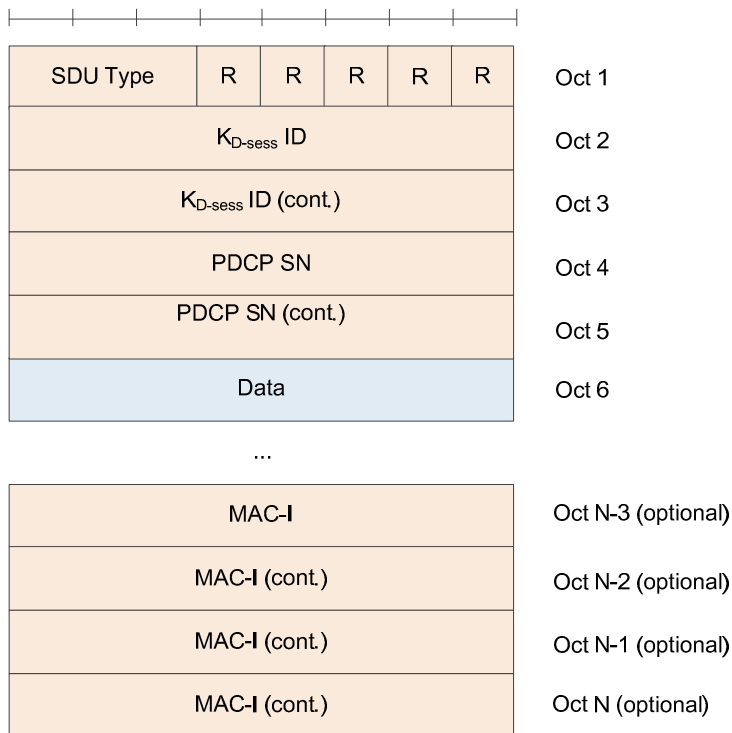 SDU Type R R R R R Oct 1
K_D-sess ID Oct 2
K_D-sess ID (cont.) Oct 3
PDCP SN Oct 4
PDCP SN (cont.) Oct 5
Data Oct 6
...
MAC-I Oct N-3 (optional)
MAC-I (cont.) Oct N-2 (optional)
MAC-I (cont.) Oct N-1 (optional)
MAC-I (cont.) Oct N (optional)